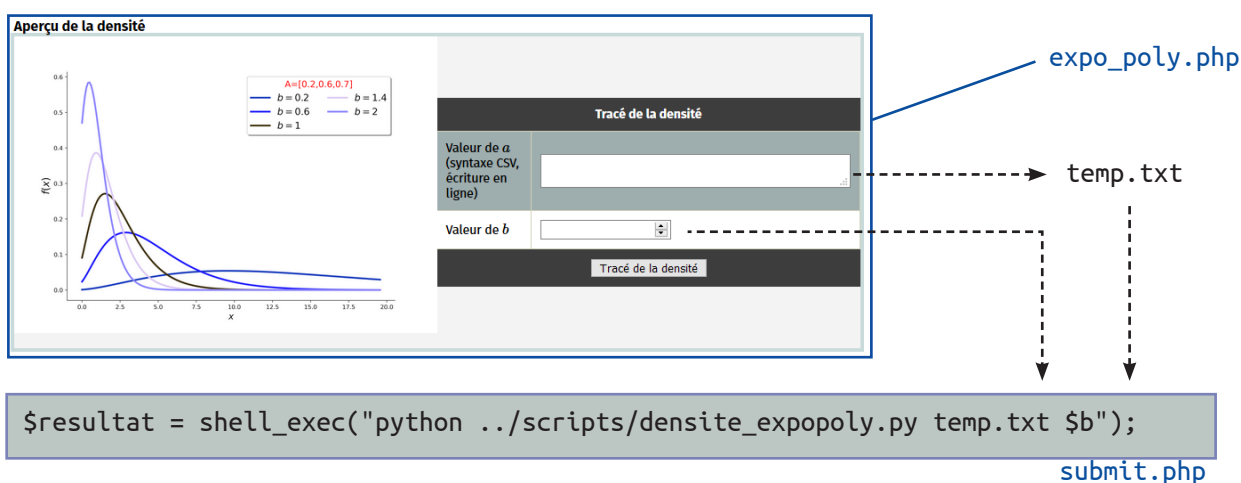 Aperçu de la densité
expo_poly.php
0.6
0.5
0.4
0.3
0.2
0.1
0.0
f(x)
0.0 2.5 5.0 7.5 10.0 12.5 15.0 17.5 20.0
x
A=[0.2,0.6,0.7]
b = 0.2 b = 1.4
b = 0.6 b = 2
b = 1
Tracé de la densité
Valeur de a
(syntaxe CSV,
écriture en
ligne)
temp.txt
Valeur de b
Tracé de la densité
$resultat = shell_exec("python ../scripts/densite_expopoly.py temp.txt $b");
submit.php